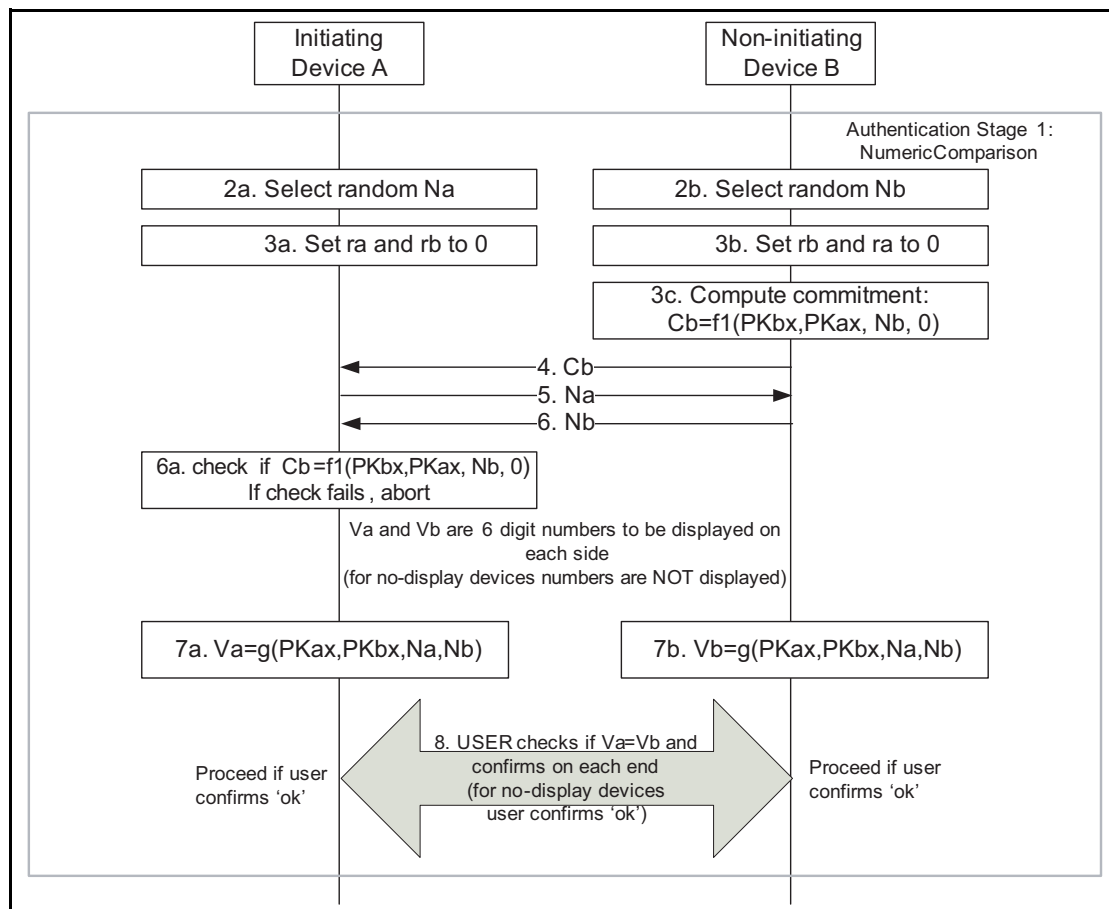 Initiating
Device A
Non-initiating
Device B
Authentication Stage 1:
NumericComparison
2a. Select random Na
2b. Select random Nb
3a. Set ra and rb to 0
3b. Set rb and ra to 0
3c. Compute commitment:
Cb=f1(PKbx,PKax, Nb, 0)
4. Cb
5. Na
6. Nb
6a. check if Cb=f1(PKbx,PKax, Nb, 0)
If check fails, abort
Va and Vb are 6 digit numbers to be displayed on
each side
(for no-display devices numbers are NOT displayed)
7a. Va=g(PKax,PKbx,Na,Nb)
7b. Vb=g(PKax,PKbx,Na,Nb)
8. USER checks if Va=Vb and
confirms on each end
(for no-display devices
user confirms ‘ok’)
Proceed if user
confirms ‘ok’
Proceed if user
confirms ‘ok’